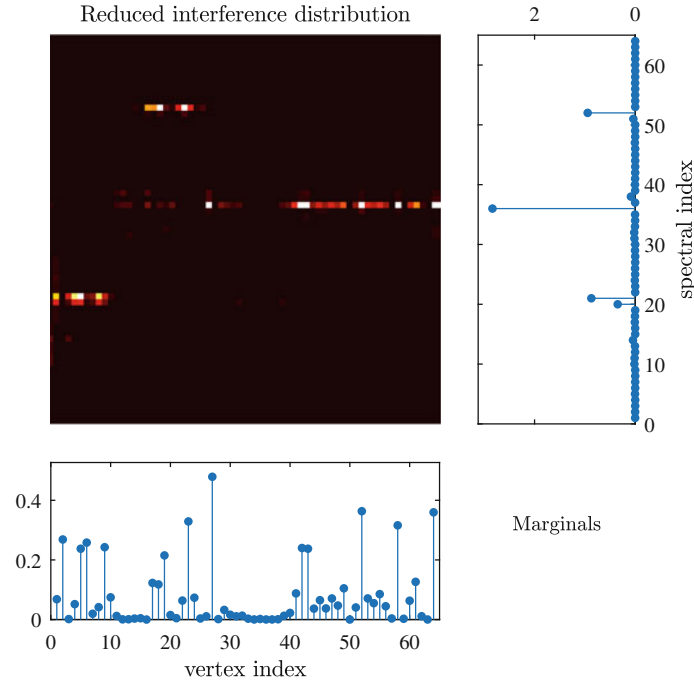 Reduced interference distribution
2 0
60
50
40
30
20
10
0
spectral index
0.4
0.2
0
0 10 20 30 40 50 60
vertex index
Marginals